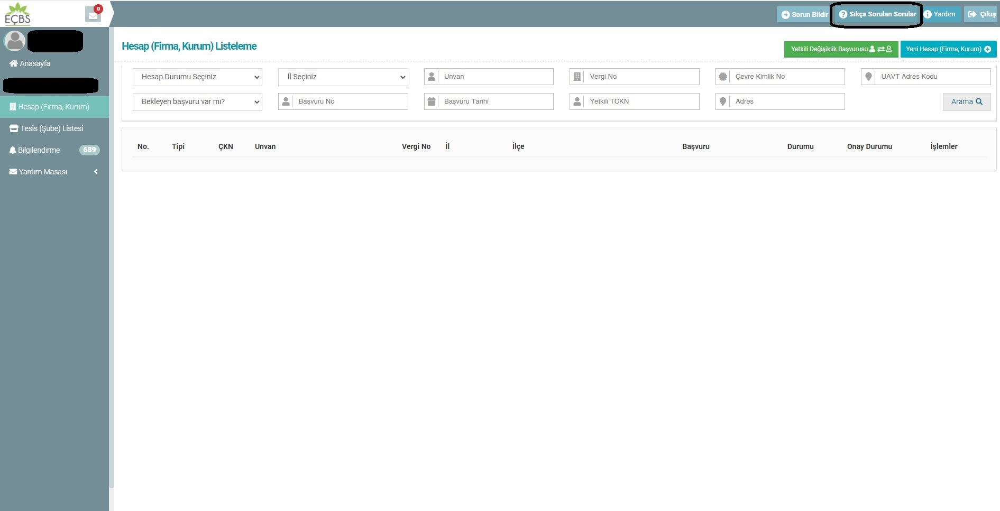 EÇBS
0
Sorun Bildir
Sıkça Sorulan Sorular
Yardım
Çıkış
Anasayfa
Hesap (Firma, Kurum)
Tesis (Şube) Listesi
Bilgilendirme 689
Yardım Masası
Hesap (Firma, Kurum) Listeleme
Yetkili Değişiklik Başvurusu
Yeni Hesap (Firma, Kurum)
Hesap Durumu Seçiniz
İl Seçiniz
Unvan
Vergi No
Çevre Kimlik No
UAVT Adres Kodu
Bekleyen başvuru var mı?
Başvuru No
Başvuru Tarihi
Yetkili TCKN
Adres
Arama
No. Tipi ÇKN Unvan Vergi No İl İlçe Başvuru Durumu Onay Durumu İşlemler